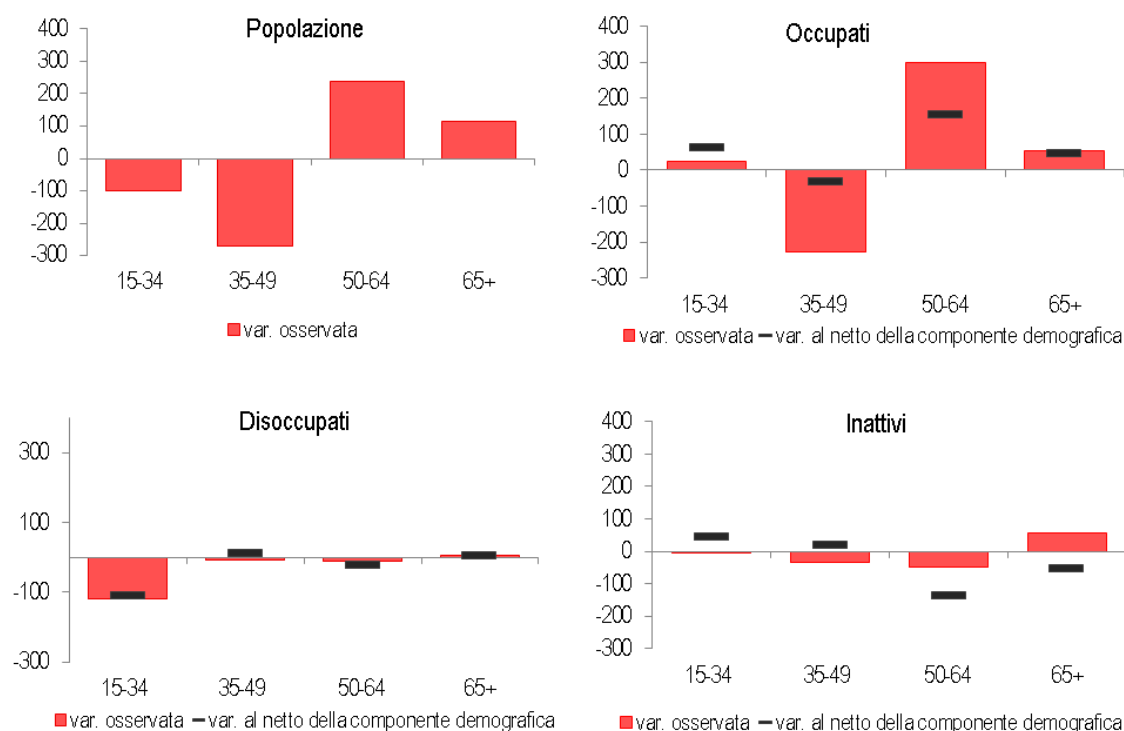 Popolazione
400
300
200
100
0
-100
-200
-300
15-34 35-49 50-64 65+
var. osservata
Occupati
400
300
200
100
0
-100
-200
-300
15-34 35-49 50-64 65+
var. osservata var. al netto della componente demografica
Disoccupati
300
100
-100
-300
15-34 35-49 50-64 65+
var. osservata var. al netto della componente demografica
Inattivi
400
300
200
100
0
-100
-200
-300
15-34 35-49 50-64 65+
var. osservata var. al netto della componente demografica